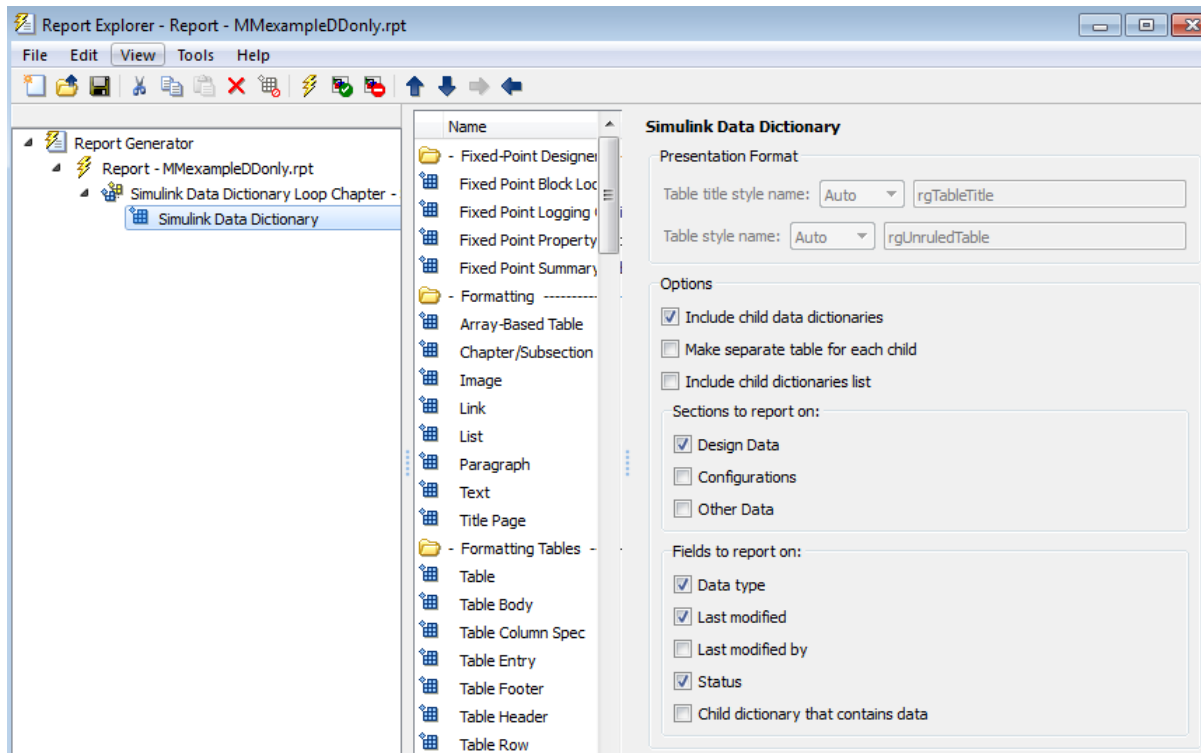 Report Explorer - Report - MMexampleDDonly.rpt
File Edit View Tools Help
Report Generator
Report - MMexampleDDonly.rpt
Simulink Data Dictionary Loop Chapter -
Simulink Data Dictionary
Name
- Fixed-Point Designer -
Fixed Point Block Loo
Fixed Point Logging
Fixed Point Property
Fixed Point Summary
- Formatting ----------
Array-Based Table
Chapter/Subsection
Image
Link
List
Paragraph
Text
Title Page
- Formatting Tables -
Table
Table Body
Table Column Spec
Table Entry
Table Footer
Table Header
Table Row
Simulink Data Dictionary
Presentation Format
Table title style name: Auto rgTableTitle
Table style name: Auto rgUnruledTable
Options
Include child data dictionaries
Make separate table for each child
Include child dictionaries list
Sections to report on:
Design Data
Configurations
Other Data
Fields to report on:
Data type
Last modified
Last modified by
Status
Child dictionary that contains data